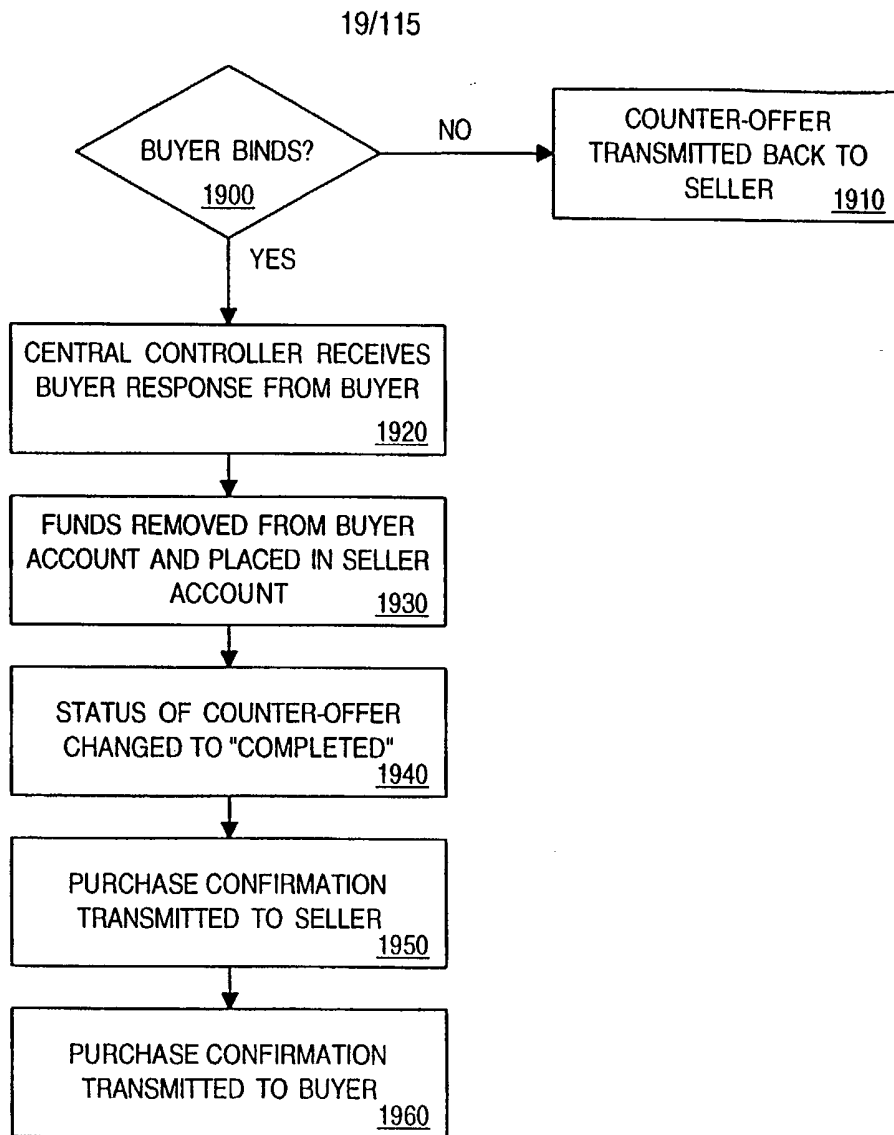 19/115
BUYER BINDS?
1900
NO
COUNTER-OFFER
TRANSMITTED BACK TO
SELLER
1910
YES
CENTRAL CONTROLLER RECEIVES
BUYER RESPONSE FROM BUYER
1920
FUNDS REMOVED FROM BUYER
ACCOUNT AND PLACED IN SELLER
ACCOUNT
1930
STATUS OF COUNTER-OFFER
CHANGED TO "COMPLETED"
1940
PURCHASE CONFIRMATION
TRANSMITTED TO SELLER
1950
PURCHASE CONFIRMATION
TRANSMITTED TO BUYER
1960